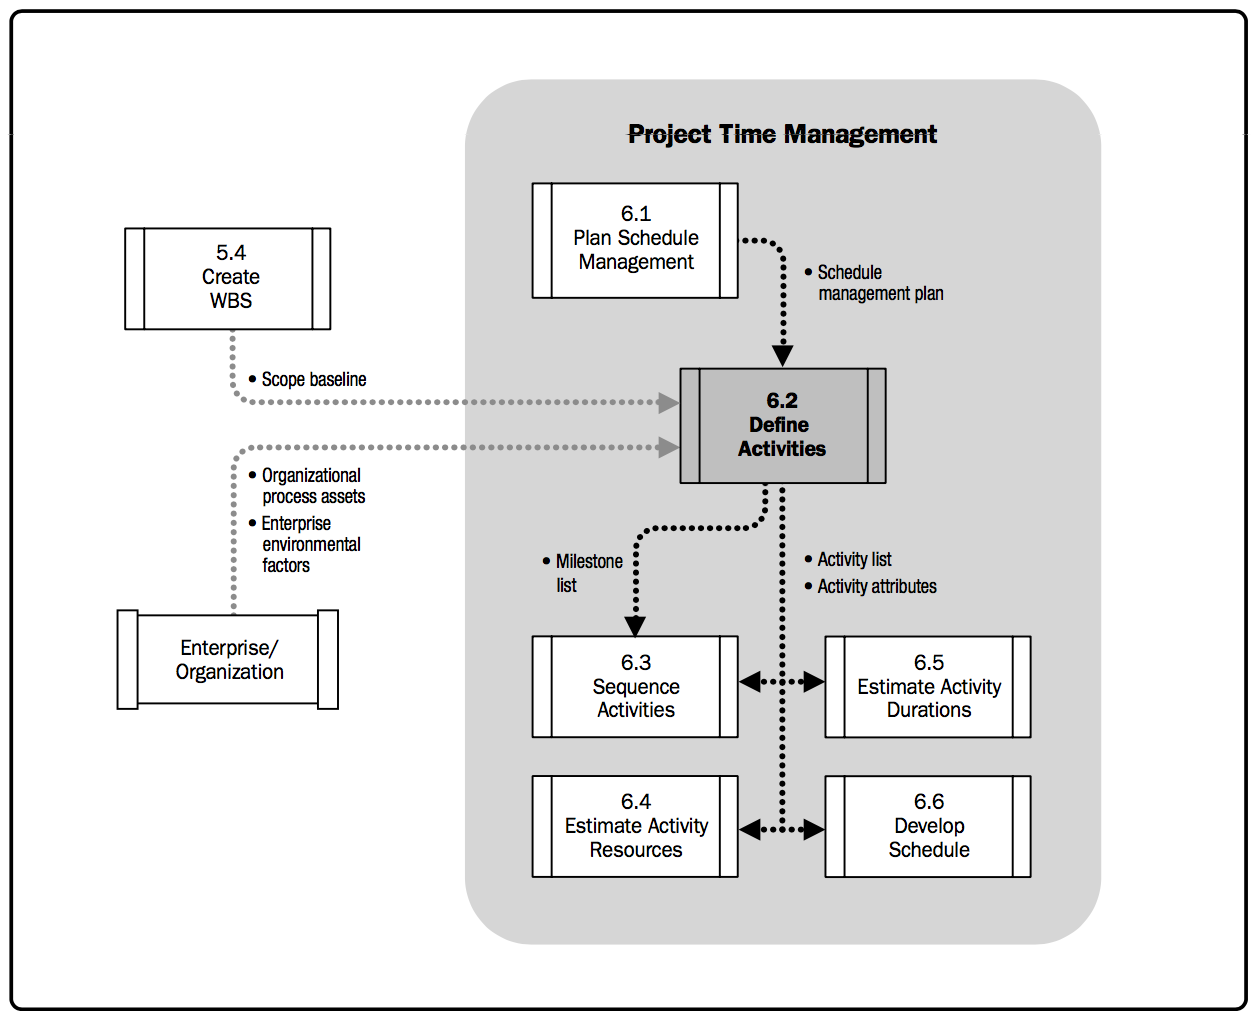 Project Time Management
6.1
Plan Schedule
Management
5.4
Create
WBS
• Schedule
management plan
• Scope baseline
6.2
Define
Activities
• Organizational
process assets
• Enterprise
environmental
factors
• Milestone
list
• Activity list
• Activity attributes
Enterprise/
Organization
6.3
Sequence
Activities
6.5
Estimate Activity
Durations
6.4
Estimate Activity
Resources
6.6
Develop
Schedule